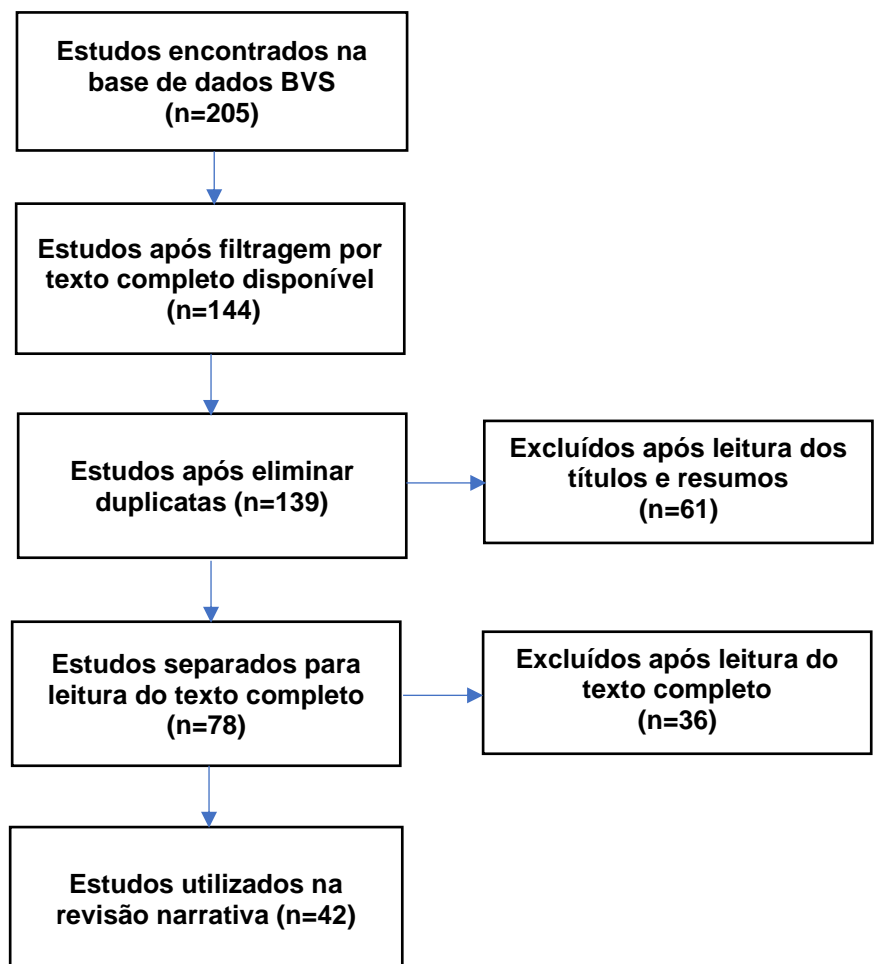 Estudos encontrados na
base de dados BVS
(n=205)
Estudos após filtragem por
texto completo disponível
(n=144)
Estudos após eliminar
duplicatas (n=139)
Excluídos após leitura dos
títulos e resumos
(n=61)
Estudos separados para
leitura do texto completo
(n=78)
Excluídos após leitura do
texto completo
(n=36)
Estudos utilizados na
revisão narrativa (n=42)